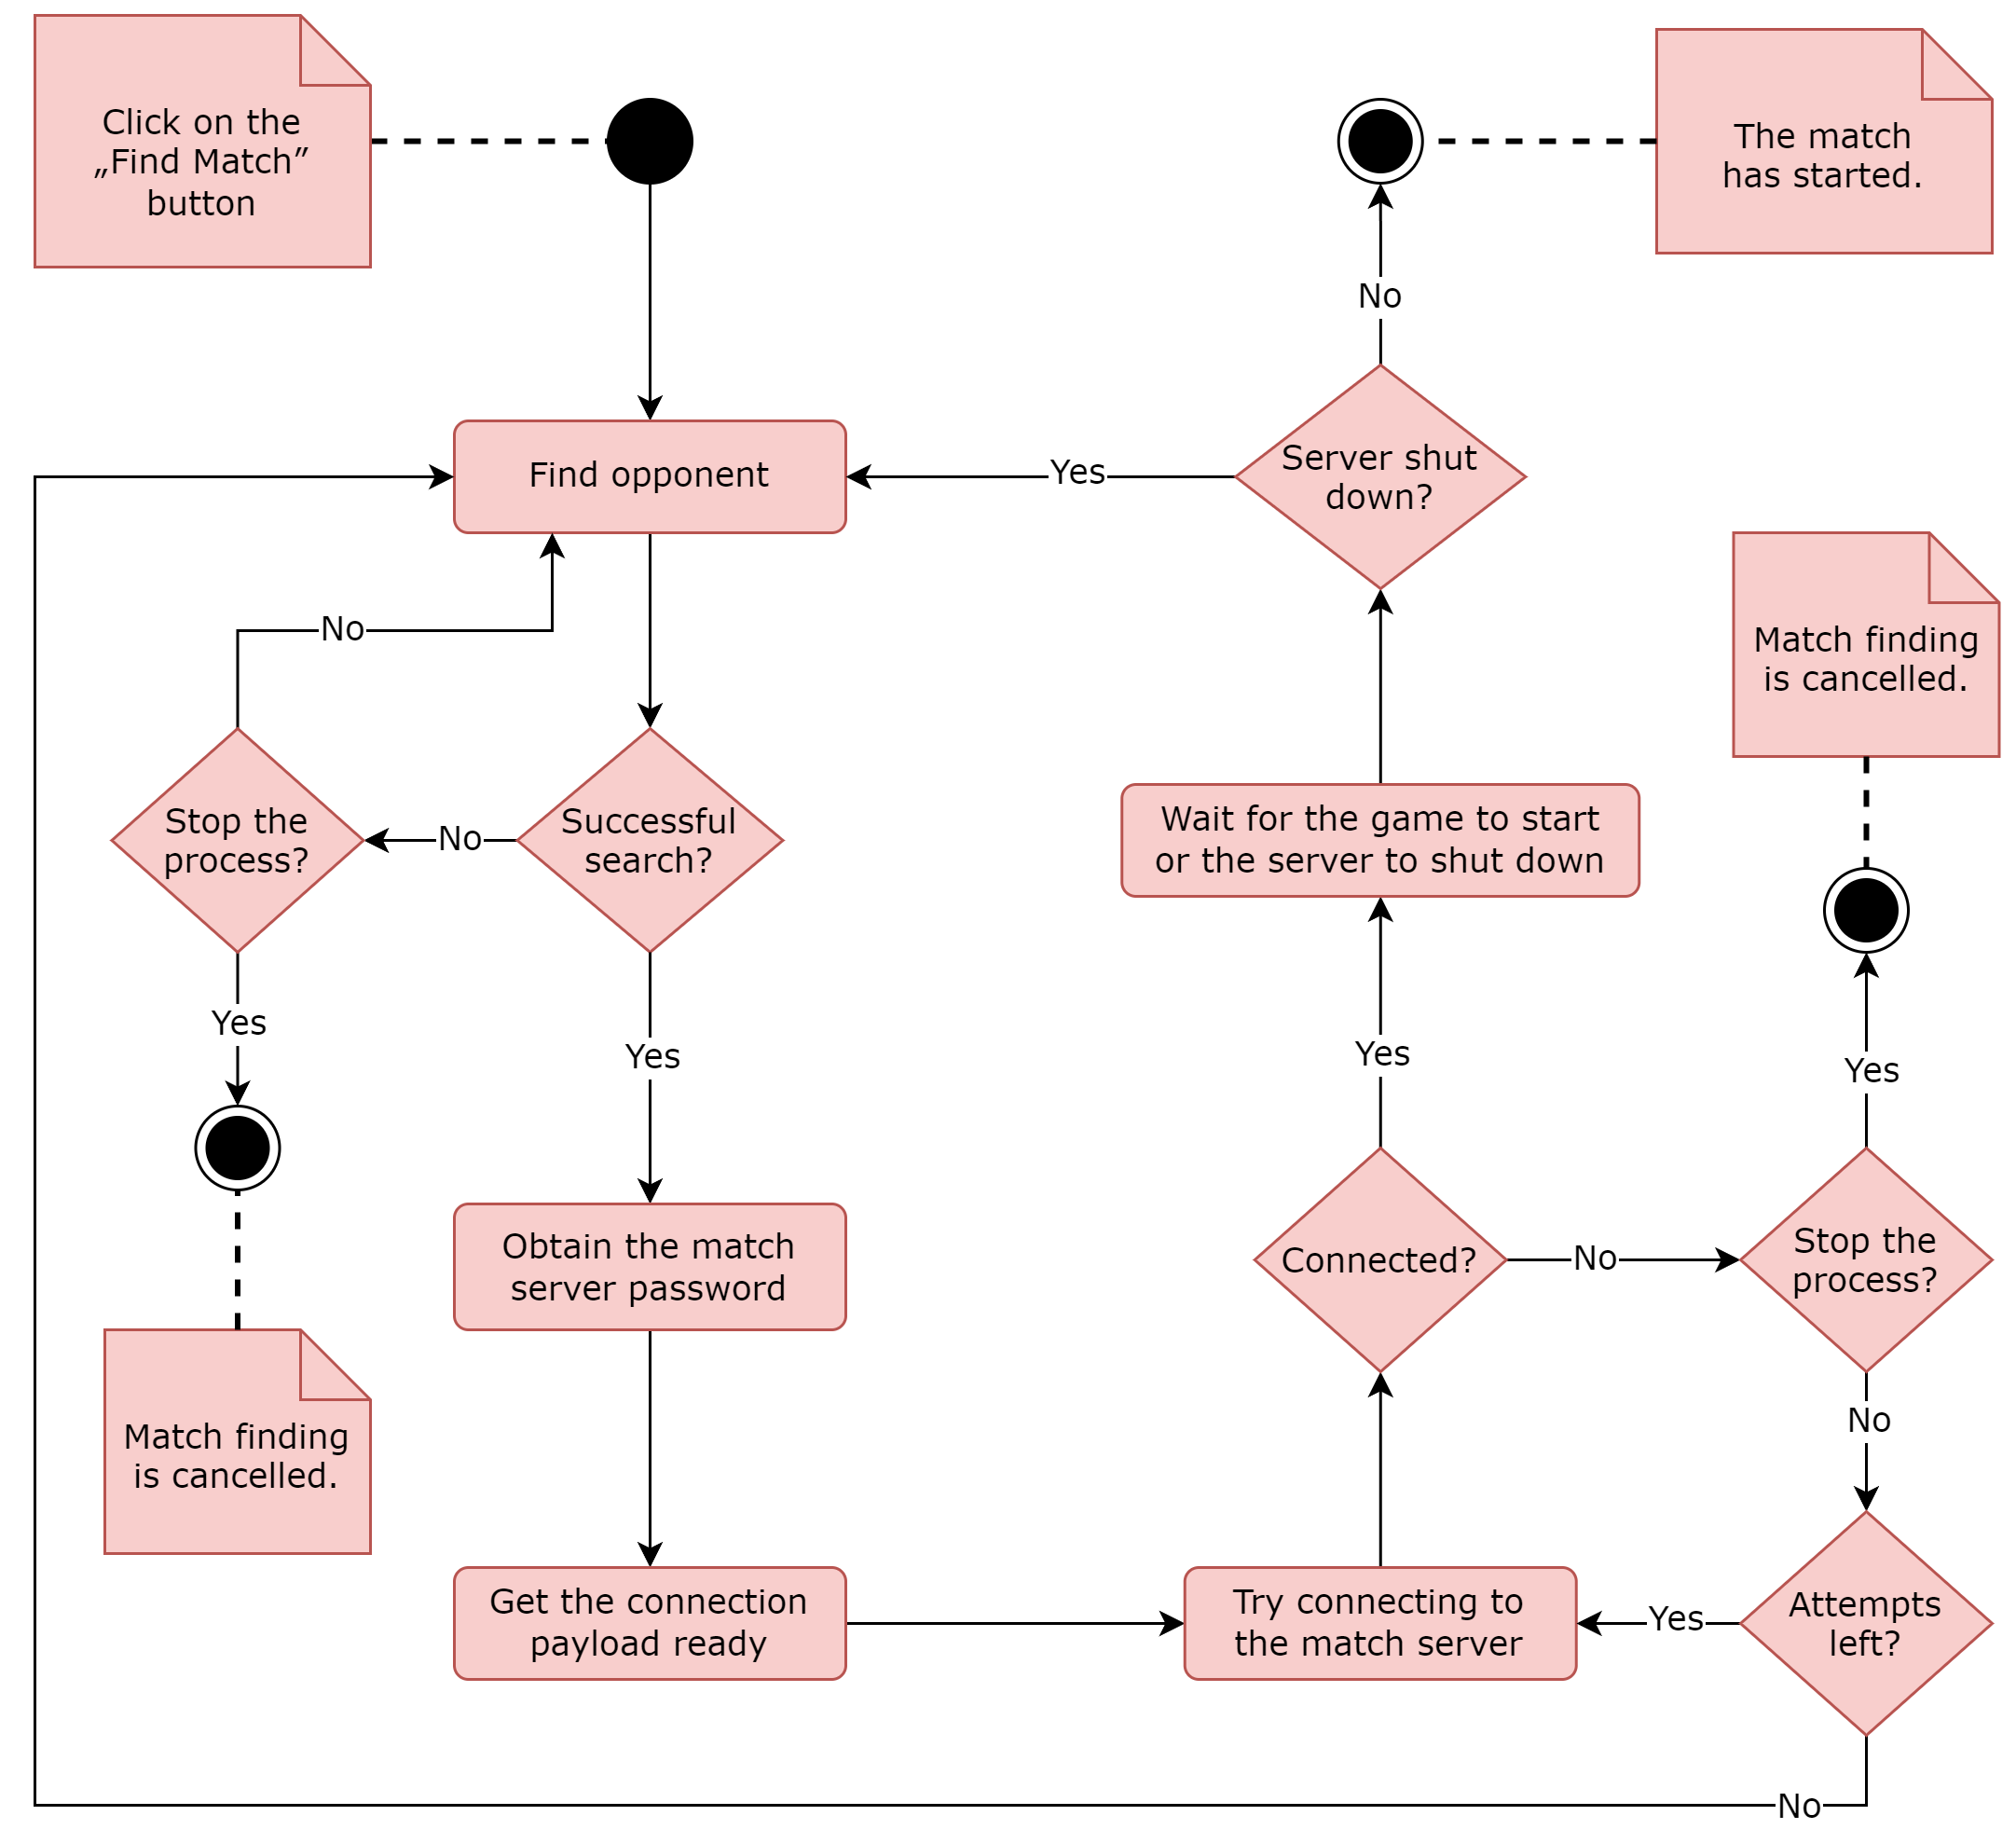 Click on the
„Find Match”
button
The match
has started.
No
Find opponent
Yes
Server shut
down?
No
Match finding
is cancelled.
Stop the
process?
No
Successful
search?
Wait for the game to start
or the server to shut down
Yes
Yes
Yes
Yes
Obtain the match
server password
Connected?
No
Stop the
process?
No
Match finding
is cancelled.
Get the connection
payload ready
Try connecting to
the match server
Yes
Attempts
left?
No